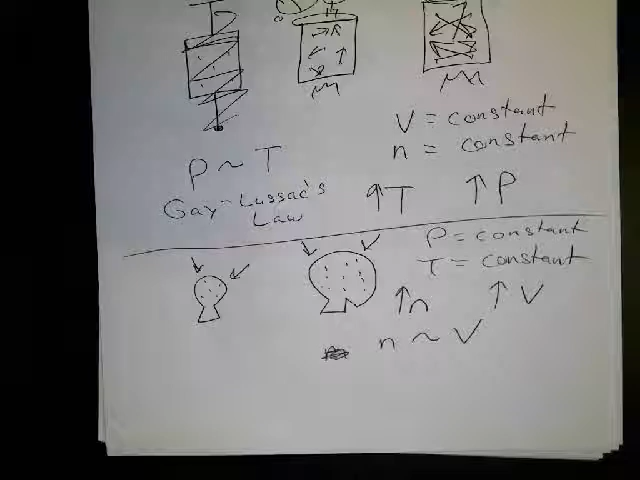 V = constant
n = constant
P ~ T
Gay-Lussac's
Law
↑T ↑P
P = constant
T = constant
↑n ↑V
n ~ V